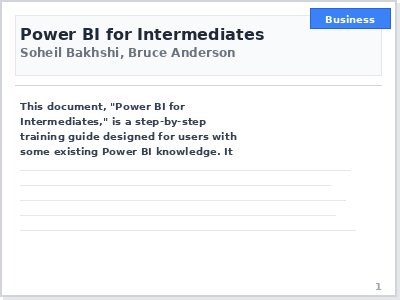 Business
Power BI for Intermediates
Soheil Bakhshi, Bruce Anderson
This document, "Power BI for
Intermediates," is a step-by-step
training guide designed for users with
some existing Power BI knowledge. It
1